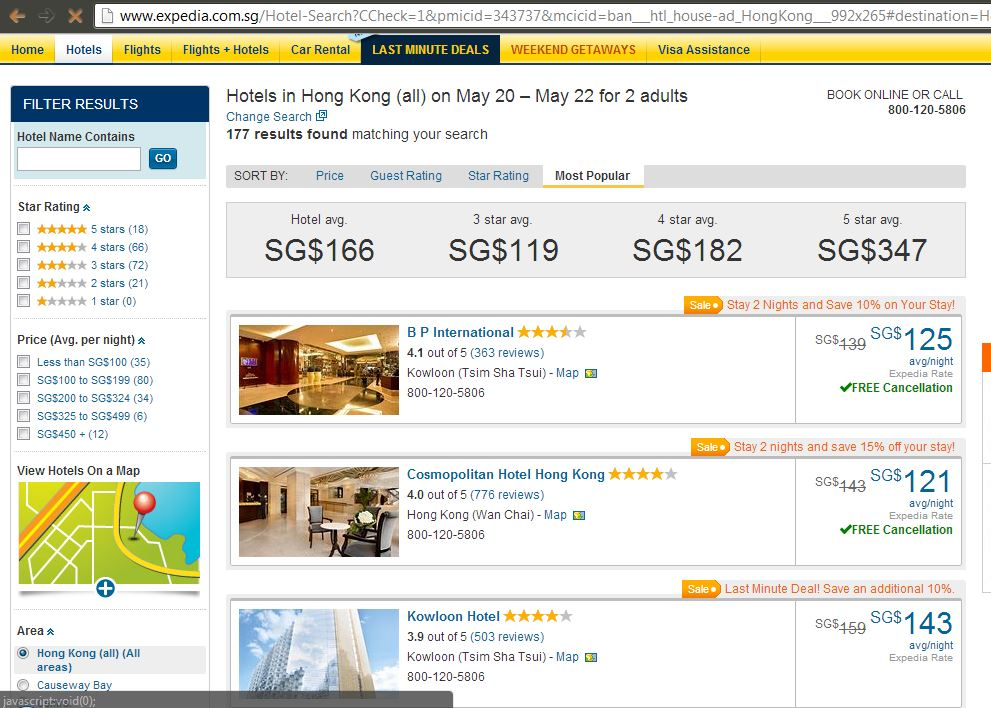 www.expedia.com.sg/Hotel-Search?CCheck=1&pmicid=343737&mcicid=ban__htl_house-ad_HongKong__992x265#destination=H
Home Hotels Flights Flights + Hotels Car Rental LAST MINUTE DEALS WEEKEND GETAWAYS Visa Assistance
FILTER RESULTS
Hotel Name Contains
GO
Star Rating
5 stars (18)
4 stars (66)
3 stars (72)
2 stars (21)
1 star (0)
Price (Avg. per night)
Less than SG$100 (35)
SG$100 to SG$199 (80)
SG$200 to SG$324 (34)
SG$325 to SG$499 (6)
SG$450 + (12)
View Hotels On a Map
Area
Hong Kong (all) (All
areas)
Causeway Bay
javascript:void(0);
Hotels in Hong Kong (all) on May 20 – May 22 for 2 adults
Change Search
177 results found matching your search
BOOK ONLINE OR CALL
800-120-5806
SORT BY: Price Guest Rating Star Rating Most Popular
Hotel avg. 3 star avg. 4 star avg. 5 star avg.
SG$166 SG$119 SG$182 SG$347
Sale Stay 2 Nights and Save 10% on Your Stay!
B P International
4.1 out of 5 (363 reviews)
Kowloon (Tsim Sha Tsui) - Map
800-120-5806
SG$139 SG$125
avg/night
Expedia Rate
FREE Cancellation
Sale Stay 2 nights and save 15% off your stay!
Cosmopolitan Hotel Hong Kong
4.0 out of 5 (776 reviews)
Hong Kong (Wan Chai) - Map
800-120-5806
SG$143 SG$121
avg/night
Expedia Rate
FREE Cancellation
Sale Last Minute Deal! Save an additional 10%.
Kowloon Hotel
3.9 out of 5 (503 reviews)
Kowloon (Tsim Sha Tsui) - Map
800-120-5806
SG$159 SG$143
avg/night
Expedia Rate